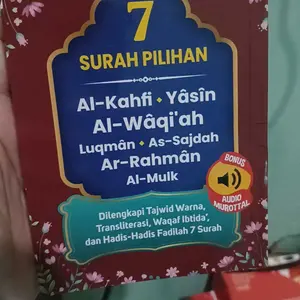 7
SURAH PILIHAN
Al-Kahfi • Yâsîn
Al-Wâqi'ah
Luqmân • As-Sajdah
Ar-Rahmân
Al-Mulk
BONUS
AUDIO
MUROTTAL
Dilengkapi Tajwid Warna,
Transliterasi, Waqaf Ibtida',
dan Hadis-Hadis Fadilah 7 Surah